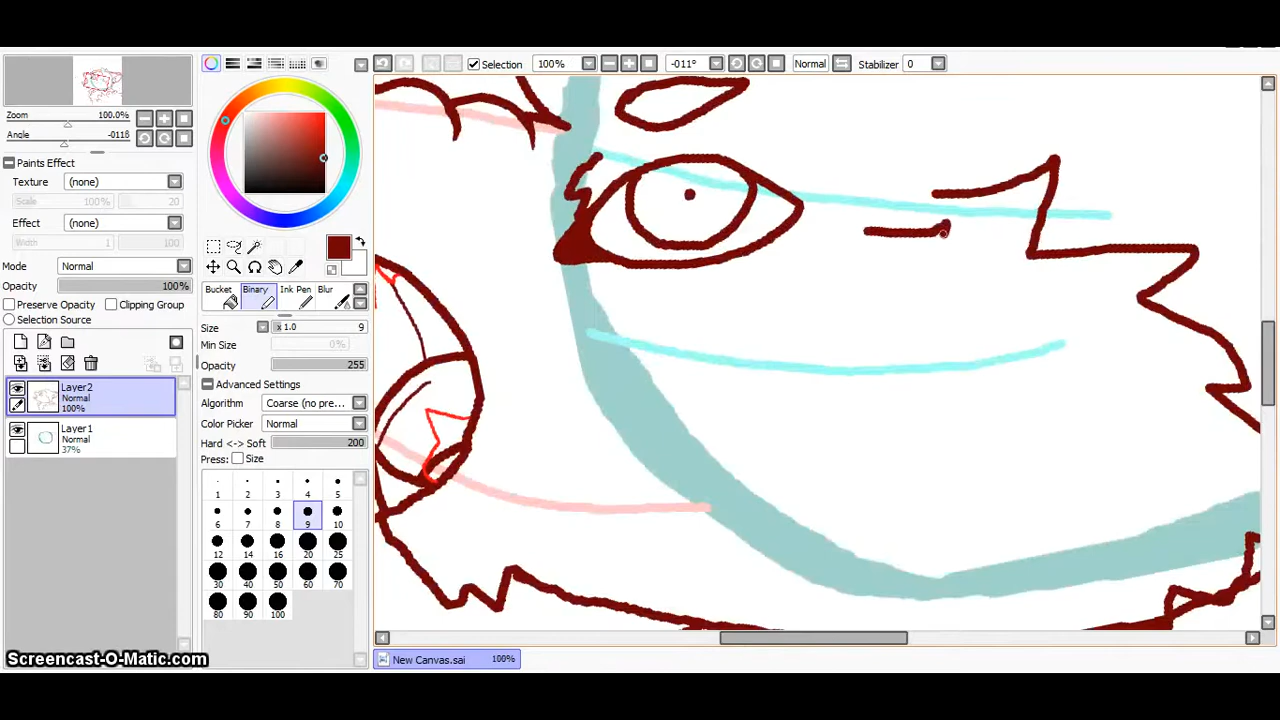 Zoom 100.0%
Angle -011ß
Paints Effect
Texture (none)
Scale 100% 20
Effect (none)
Width 1 100
Mode Normal
Opacity 100%
Preserve Opacity Clipping Group
Selection Source
Layer2
Normal
100%
Layer1
Normal
37%
Bucket Binary Ink Pen Blur
Size x 1.0 9
Min Size 0%
Opacity 255
Advanced Settings
Algorithm Coarse (no pre...
Color Picker Normal
Hard <-> Soft 200
Press: Size
1 2 3 4 5
6 7 8 9 10
12 14 16 20 25
30 40 50 60 70
80 90 100
Selection 100% -011° Normal Stabilizer 0
New Canvas.sai 100%
Screencast-O-Matic.com